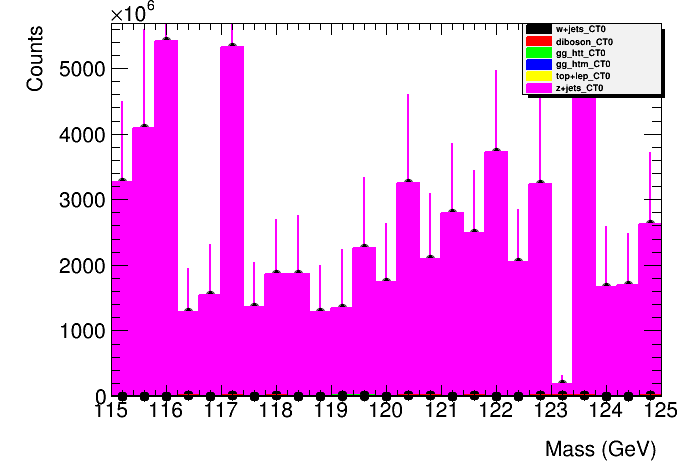 ×10⁶
Counts
w+jets_CT0
diboson_CT0
gg_htt_CT0
gg_htm_CT0
top+lep_CT0
z+jets_CT0
5000
4000
3000
2000
1000
0
115 116 117 118 119 120 121 122 123 124 125
Mass (GeV)